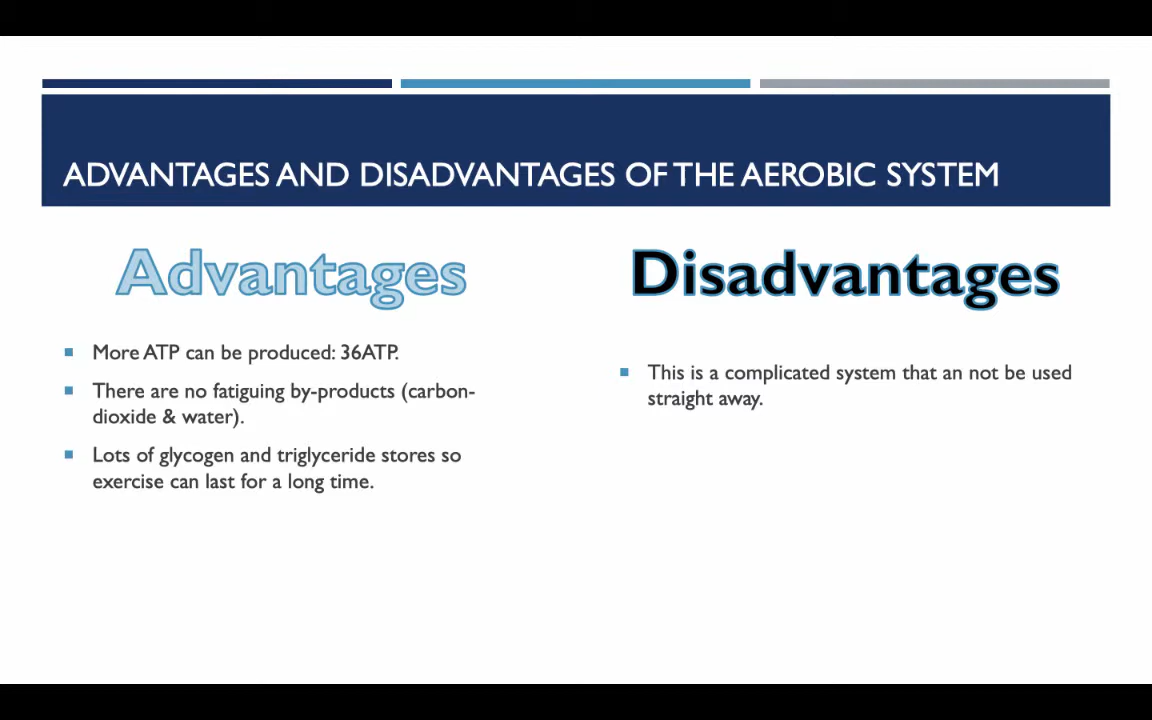 ADVANTAGES AND DISADVANTAGES OF THE AEROBIC SYSTEM
Advantages
More ATP can be produced: 36ATP.
There are no fatiguing by-products (carbon-
dioxide & water).
Lots of glycogen and triglyceride stores so
exercise can last for a long time.
Disadvantages
This is a complicated system that an not be used
straight away.